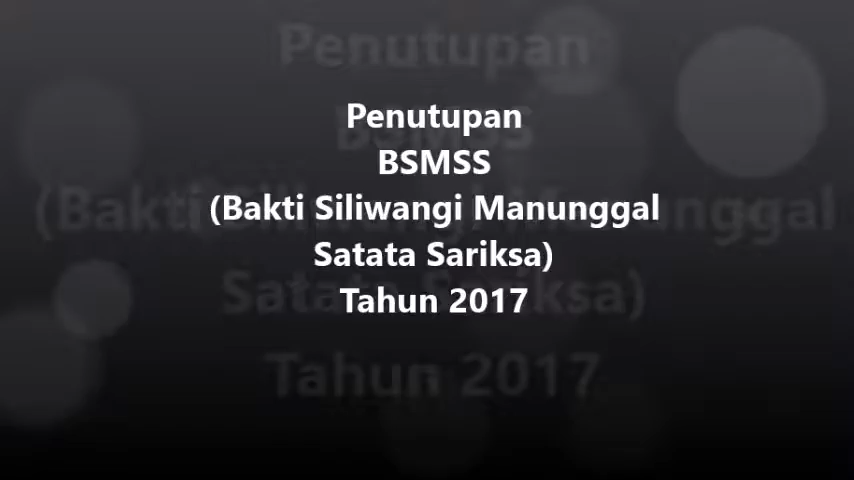 Penutupan
BSMSS
(Bakti Siliwangi Manunggal
Satata Sariksa)
Tahun 2017